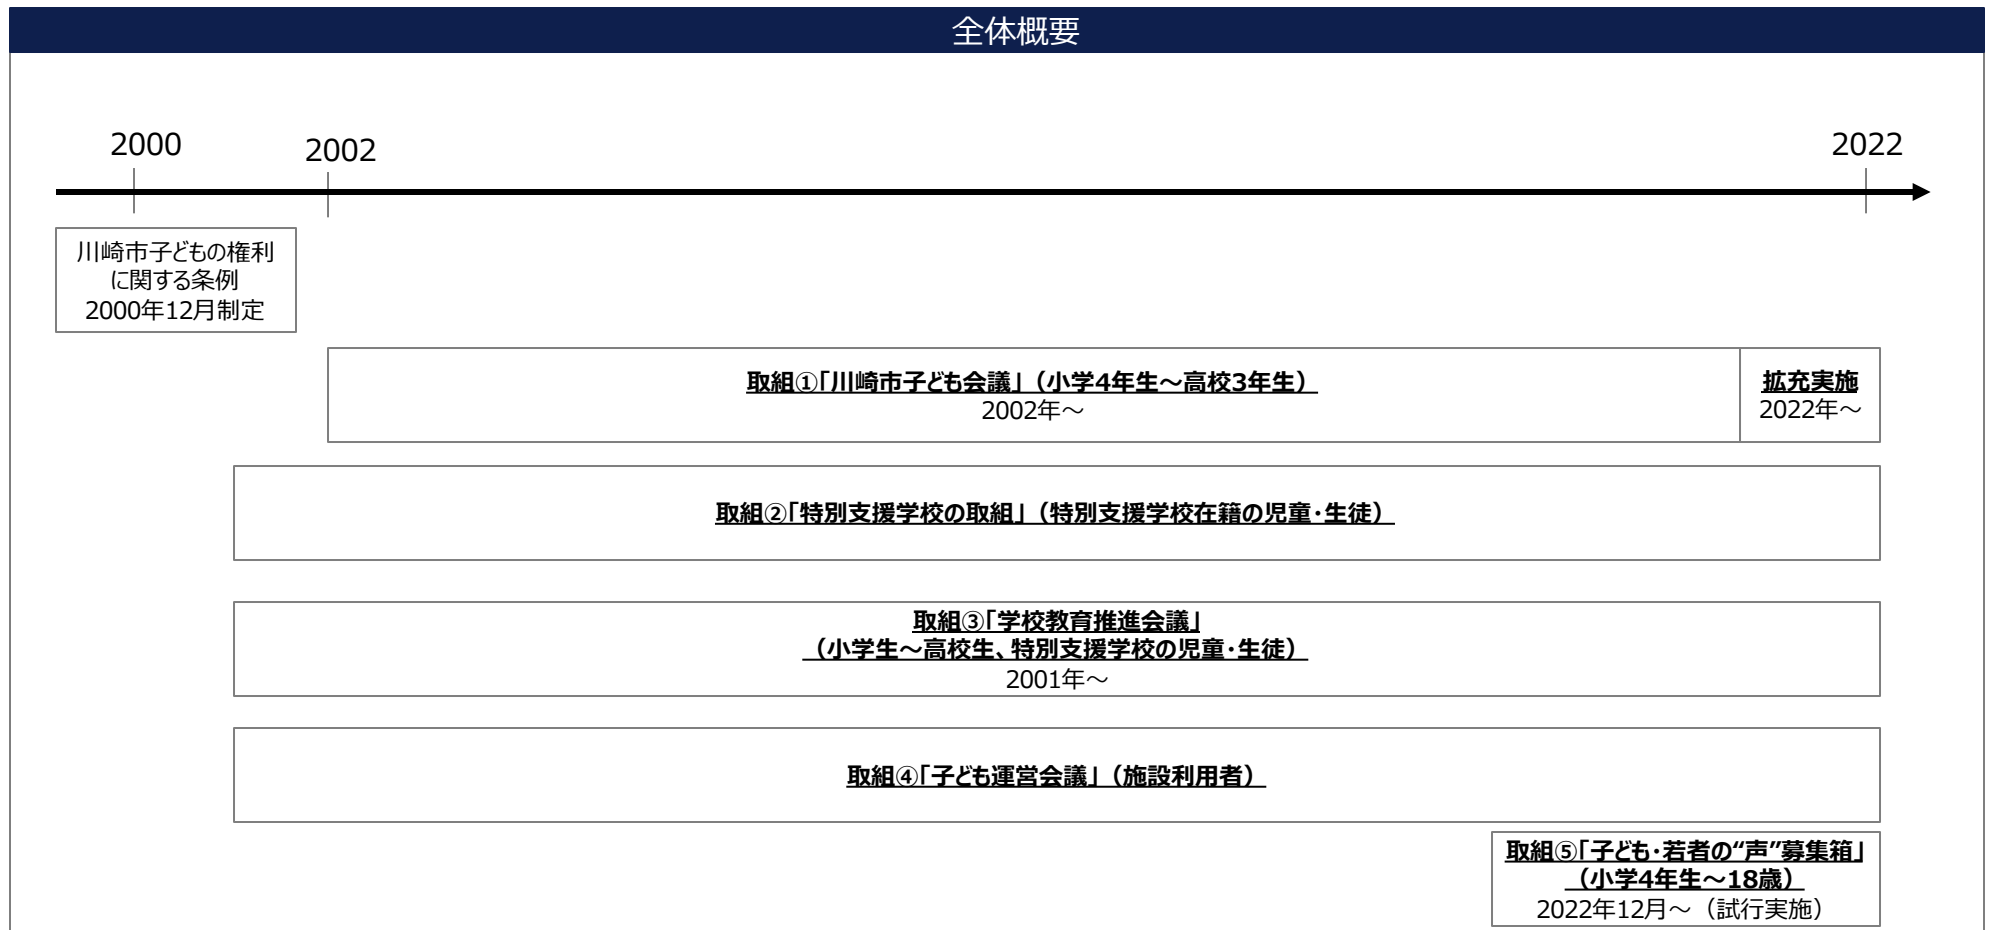 全体概要
2000
2002
2022
川崎市子どもの権利
に関する条例
2000年12月制定
取組①「川崎市子ども会議」（小学4年生～高校3年生）
2002年～
拡充実施
2022年～
取組②「特別支援学校の取組」（特別支援学校在籍の児童・生徒）
取組③「学校教育推進会議」
（小学生～高校生、特別支援学校の児童・生徒）
2001年～
取組④「子ども運営会議」（施設利用者）
取組⑤「子ども・若者の“声”募集箱」
（小学4年生～18歳）
2022年12月～（試行実施）